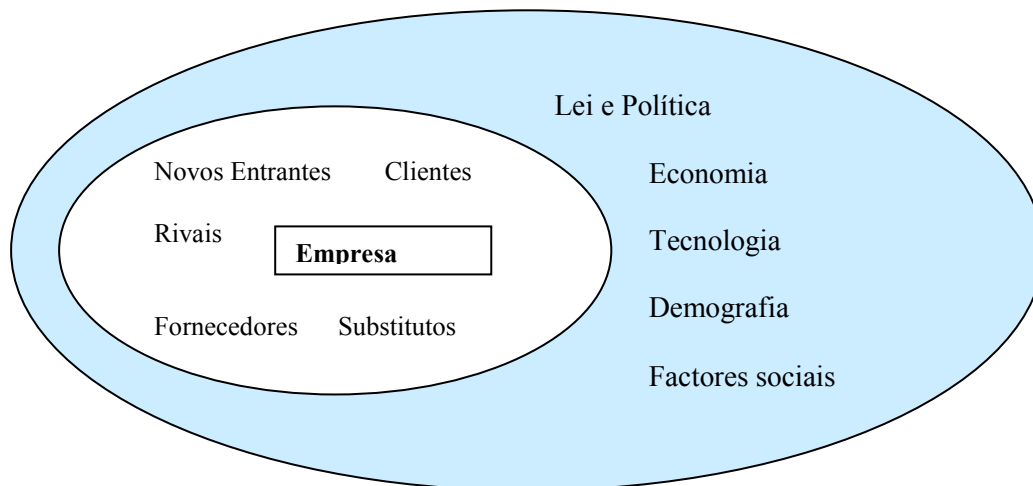 Lei e Política
Novos Entrantes Clientes
Economia
Rivais
Tecnologia
Empresa
Demografia
Fornecedores Substitutos
Factores sociais